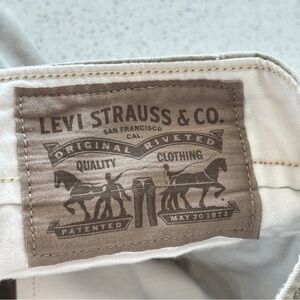 LEVI STRAUSS & CO.
SAN FRANCISCO
CAL.
ORIGINAL RIVETED
QUALITY CLOTHING
PATENTED MAY 20 1873